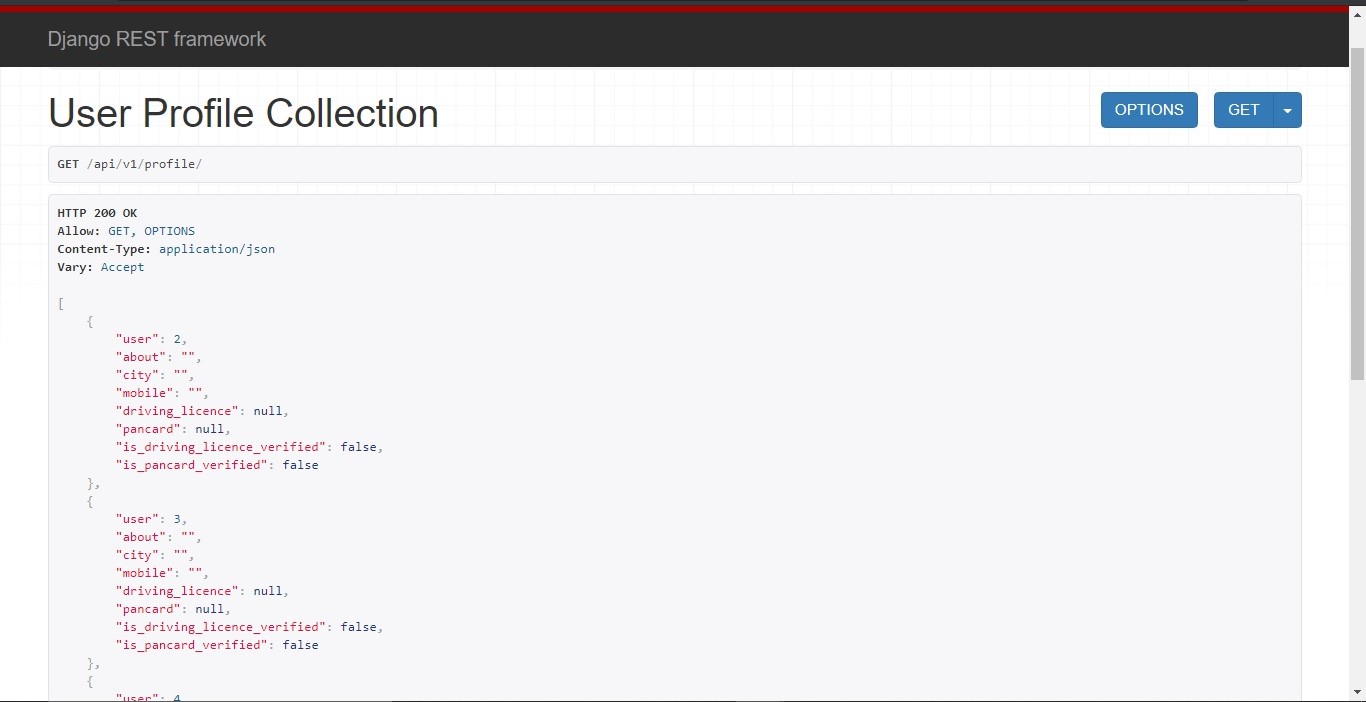 Django REST framework
User Profile Collection
OPTIONS
GET
GET /api/v1/profile/
HTTP 200 OK
Allow: GET, OPTIONS
Content-Type: application/json
Vary: Accept
[
{
"user": 2,
"about": "",
"city": "",
"mobile": "",
"driving_licence": null,
"pancard": null,
"is_driving_licence_verified": false,
"is_pancard_verified": false
},
{
"user": 3,
"about": "",
"city": "",
"mobile": "",
"driving_licence": null,
"pancard": null,
"is_driving_licence_verified": false,
"is_pancard_verified": false
},
{
"user": 4